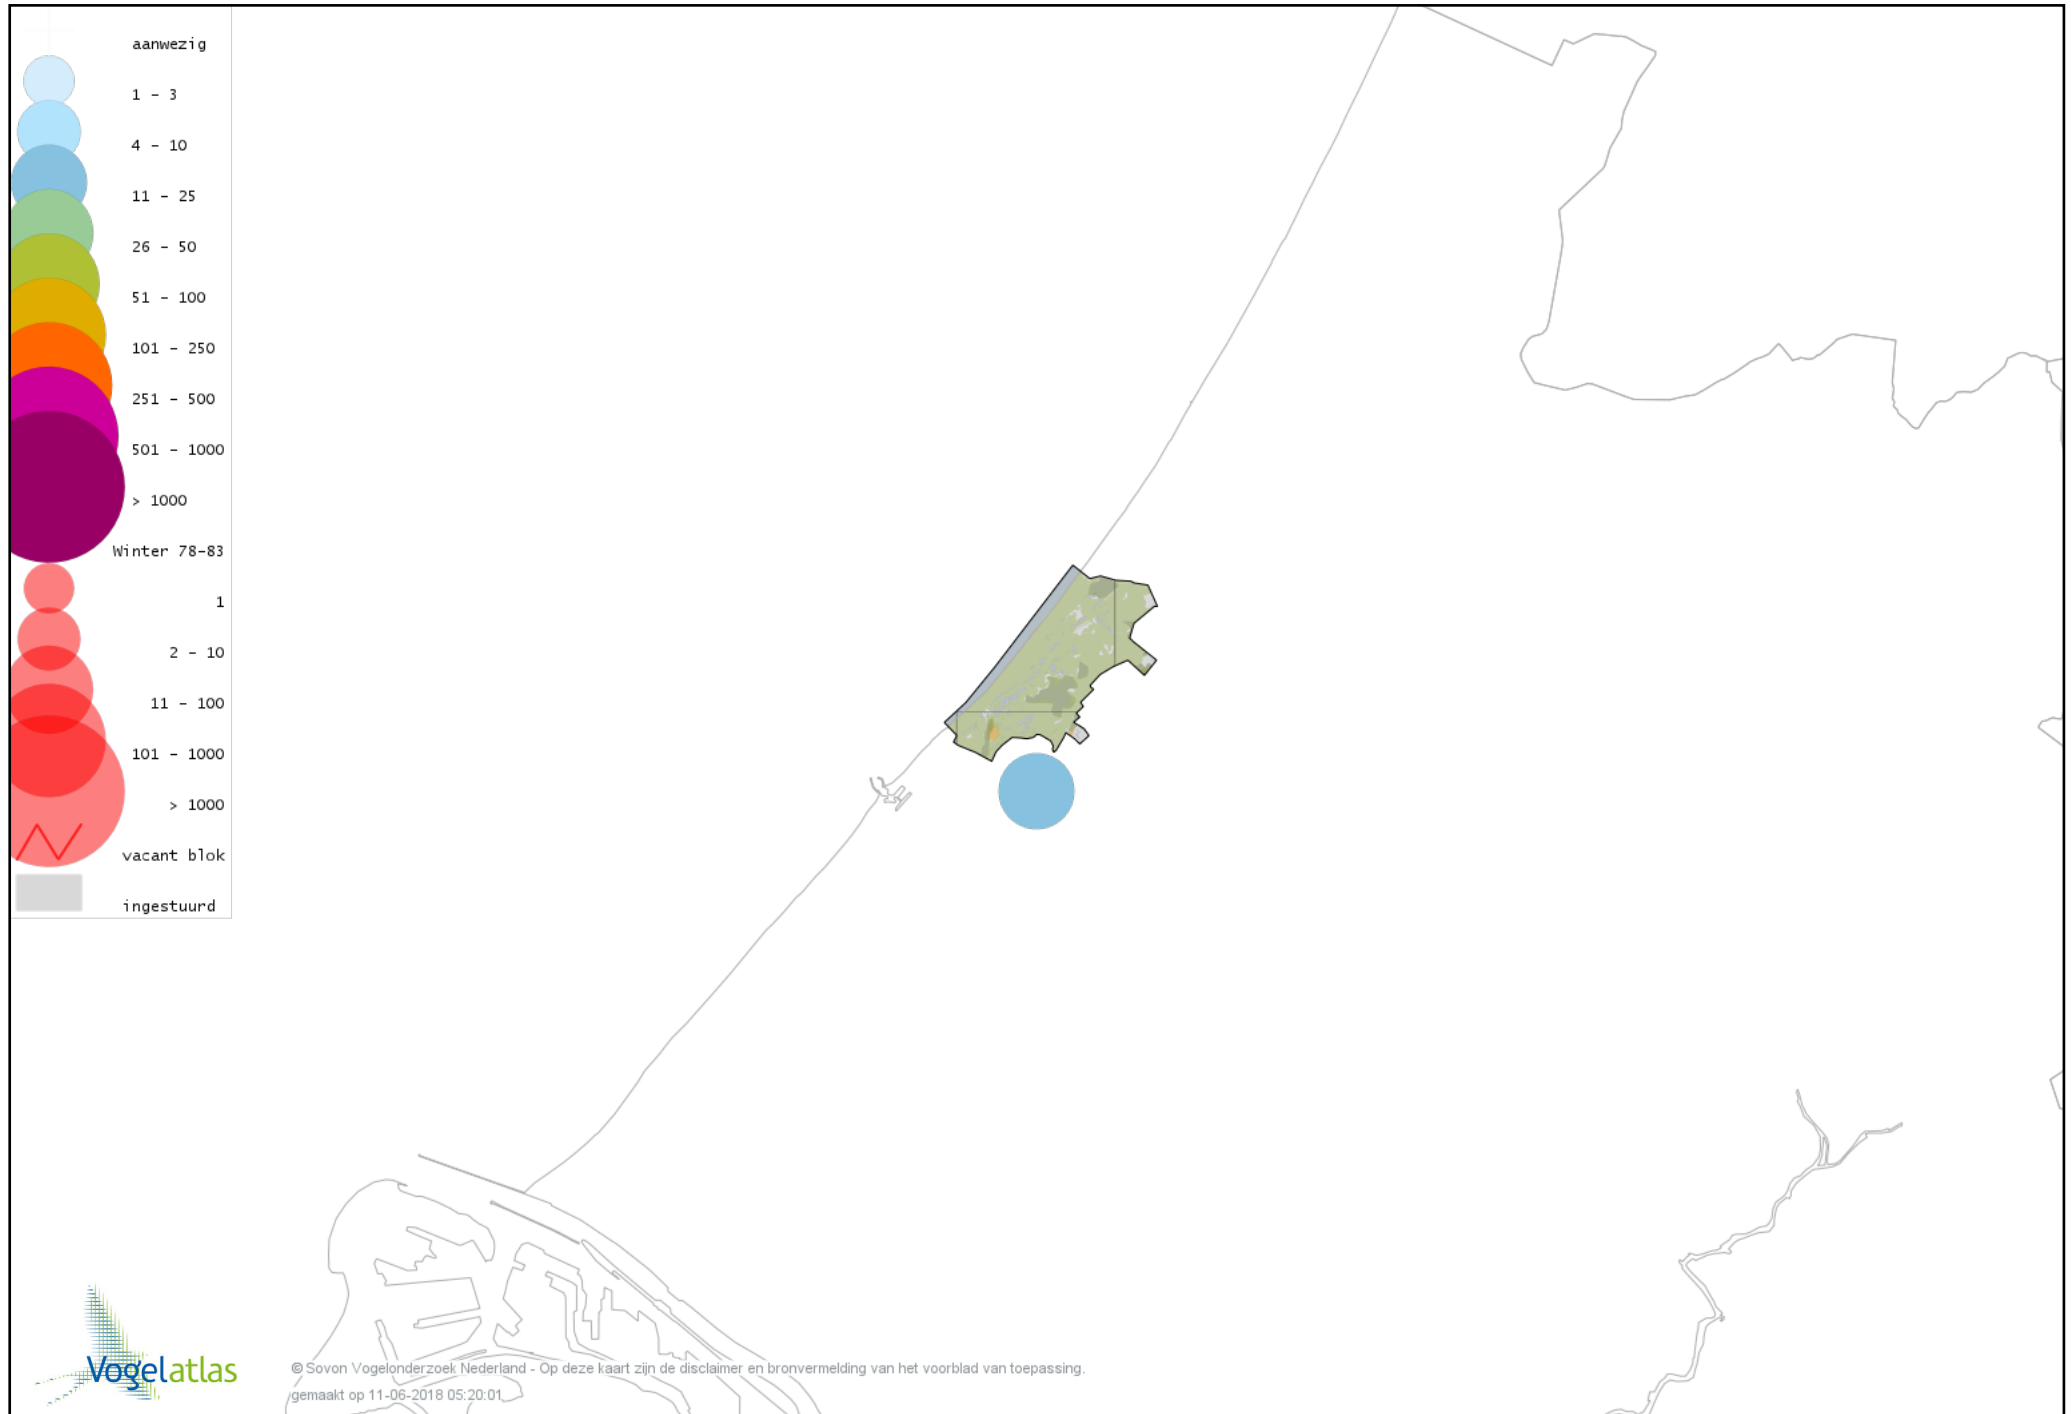 aanwezig
1 - 3
4 - 10
11 - 25
26 - 50
51 - 100
101 - 250
251 - 500
501 - 1000
> 1000
Winter 78-83
1
2 - 10
11 - 100
101 - 1000
> 1000
vacant blok
ingestuurd
Vogelatlas
© Sovon Vogelonderzoek Nederland - Op deze kaart zijn de disclaimer en bronvermelding van het voorblad van toepassing.
gemaakt op 11-06-2018 05:20:01